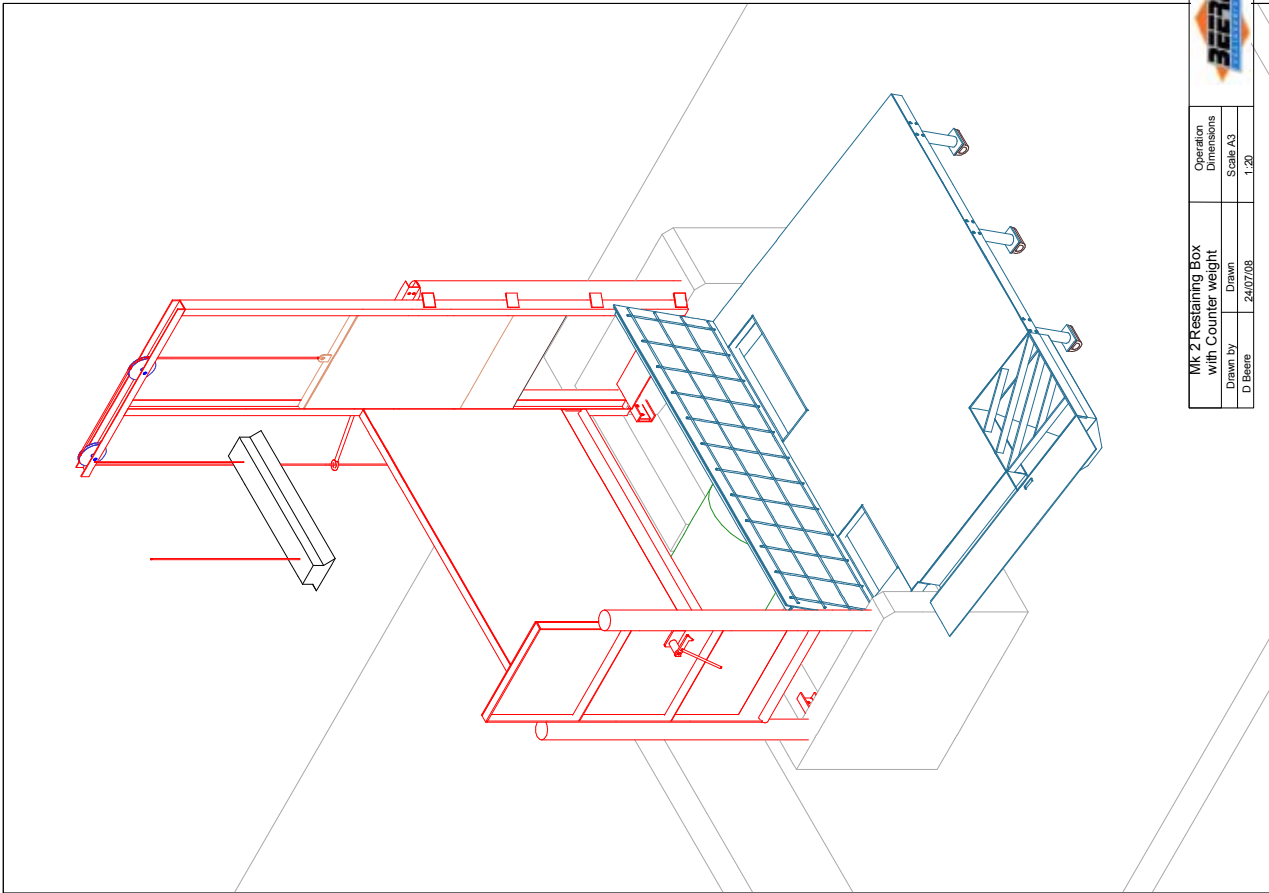 BEERE
Operation
Dimensions
Scale A3
1:20
Mk 2 Restaining Box
with Counter weight
Drawn by
Drawn
D Beere
24/07/08